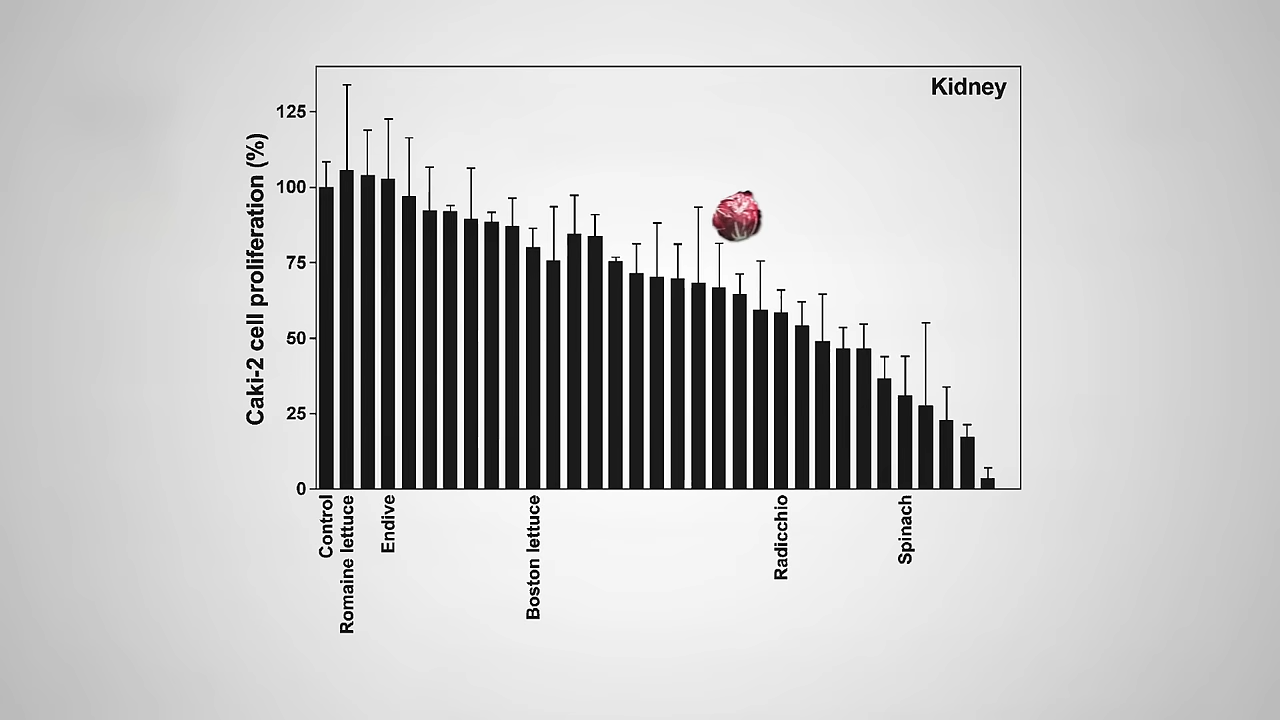 Kidney
Caki-2 cell proliferation (%)
125
100
75
50
25
0
Control
Romaine lettuce
Endive
Boston lettuce
Radicchio
Spinach